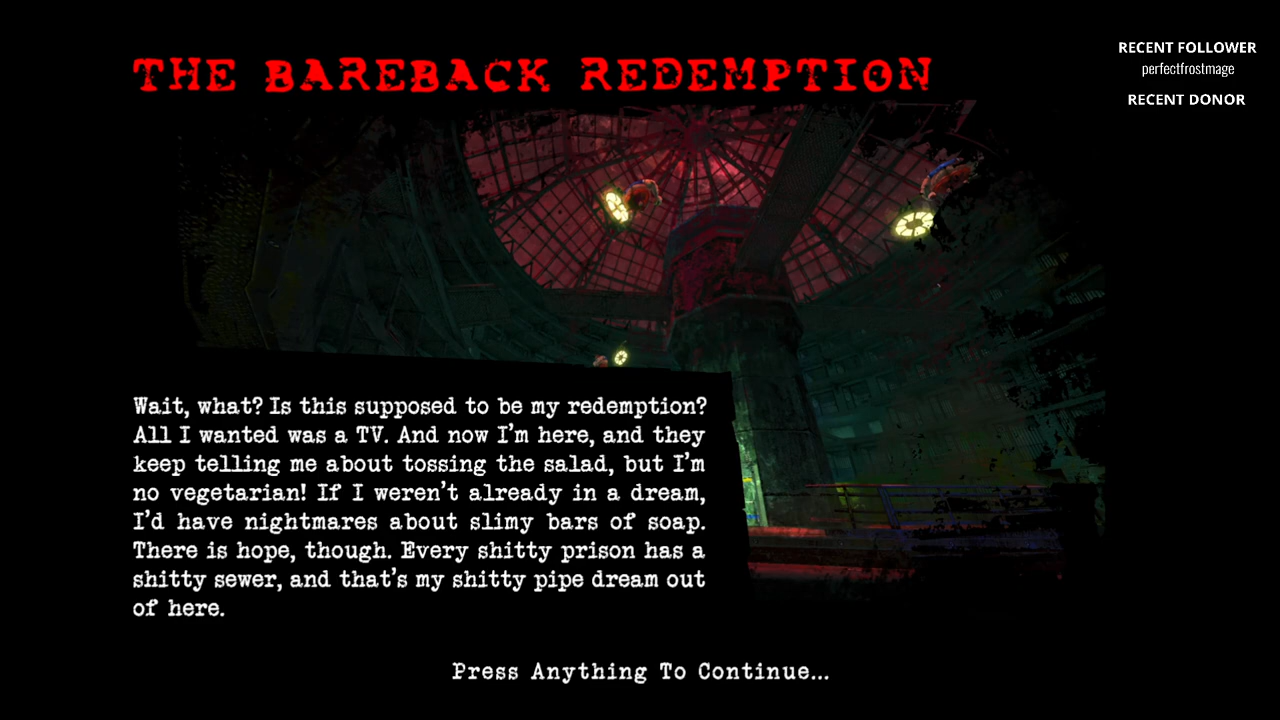 THE BAREBACK REDEMPTION
RECENT FOLLOWER
perfectfrostmage
RECENT DONOR
Wait, what? Is this supposed to be my redemption?
All I wanted was a TV. And now I'm here, and they
keep telling me about tossing the salad, but I'm
no vegetarian! If I weren't already in a dream,
I'd have nightmares about slimy bars of soap.
There is hope, though. Every shitty prison has a
shitty sewer, and that's my shitty pipe dream out
of here.
Press Anything To Continue...